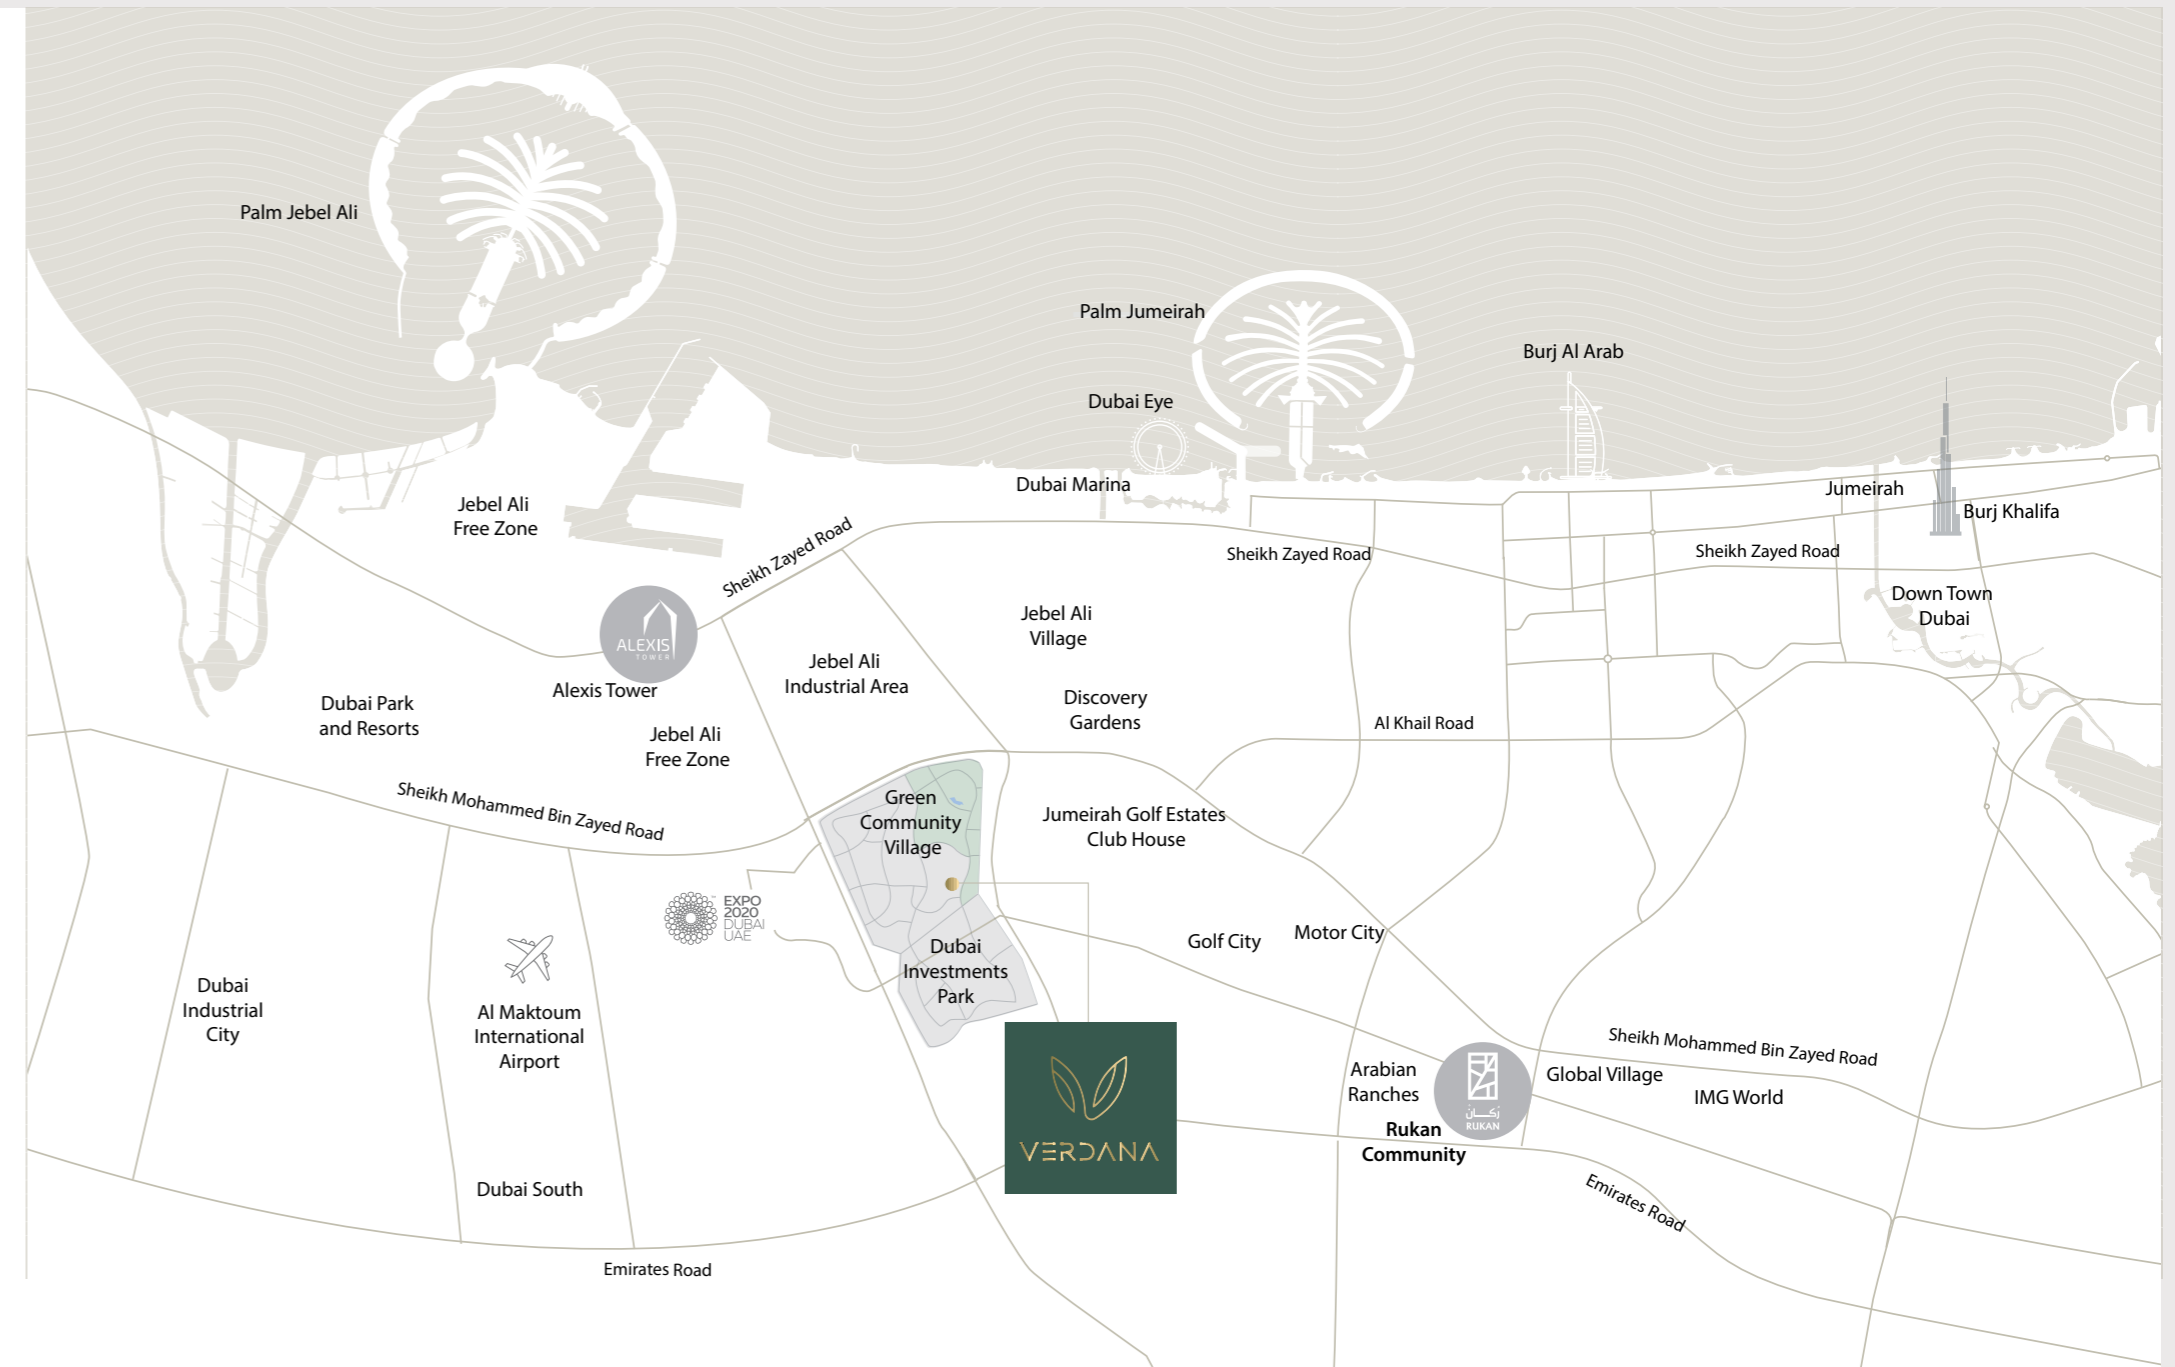 Palm Jebel Ali
Palm Jumeirah
Burj Al Arab
Dubai Eye
Dubai Marina
Jumeirah
Burj Khalifa
Jebel Ali
Free Zone
Sheikh Zayed Road
Sheikh Zayed Road
Sheikh Zayed Road
Down Town
Dubai
Jebel Ali
Village
ALEXIS
TOWER
Alexis Tower
Jebel Ali
Industrial Area
Discovery
Gardens
Dubai Park
and Resorts
Jebel Ali
Free Zone
Al Khail Road
Sheikh Mohammed Bin Zayed Road
Green
Community
Village
Jumeirah Golf Estates
Club House
EXPO
2020
DUBAI
UAE
Golf City
Motor City
Dubai
Investments
Park
Dubai
Industrial
City
Al Maktoum
International
Airport
Sheikh Mohammed Bin Zayed Road
Arabian
Ranches
رُكــان
RUKAN
Global Village
IMG World
Rukan
Community
VERDANA
Dubai South
Emirates Road
Emirates Road